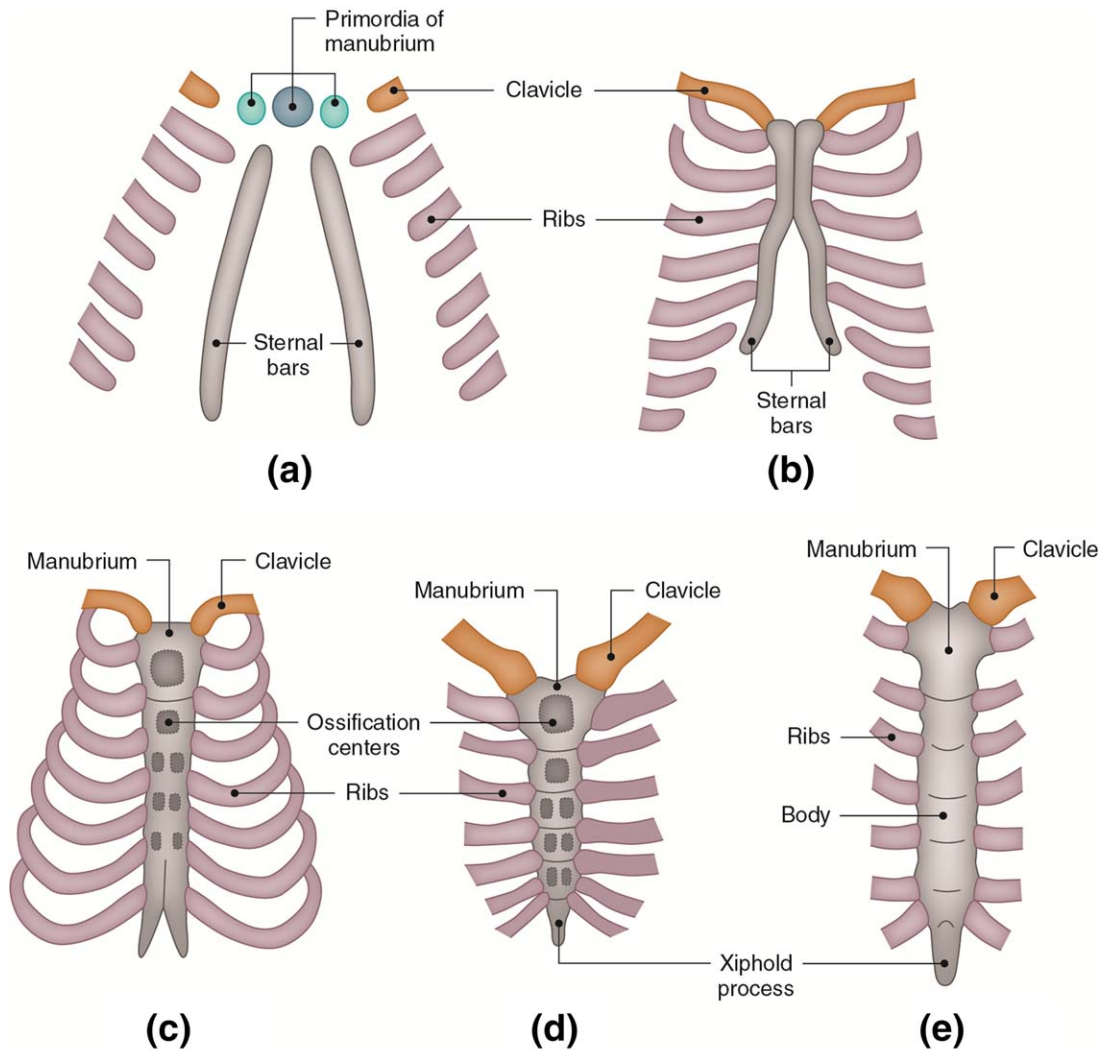 Primordia of
manubrium
Clavicle
Ribs
Sternal
bars
Sternal
bars
(a)
(b)
Manubrium
Clavicle
Manubrium
Clavicle
Manubrium
Clavicle
Ossification
centers
Ribs
Ribs
Body
Xiphold
process
(c)
(d)
(e)